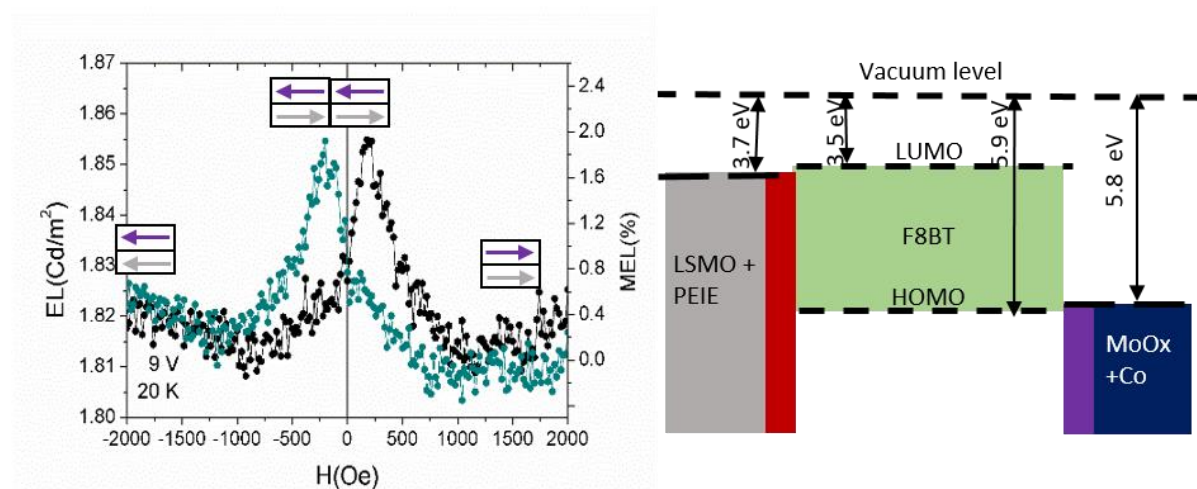 1.87
1.86
1.85
1.84
1.83
1.82
1.81
1.80
EL(Cd/m²)
2.4
2.0
1.6
1.2
0.8
0.4
0.0
MEL(%)
9 V
20 K
-2000 -1500 -1000 -500 0 500 1000 1500 2000
H(Oe)
Vacuum level
3.7 eV
3.5 eV
5.9 eV
5.8 eV
LUMO
F8BT
HOMO
LSMO +
PEIE
MoOx
+Co